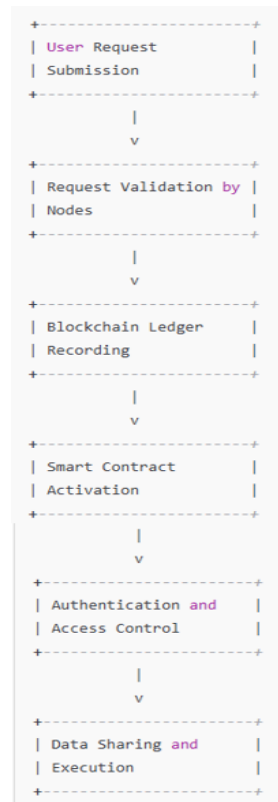 User Request
Submission
Request Validation by
Nodes
Blockchain Ledger
Recording
Smart Contract
Activation
Authentication and
Access Control
Data Sharing and
Execution